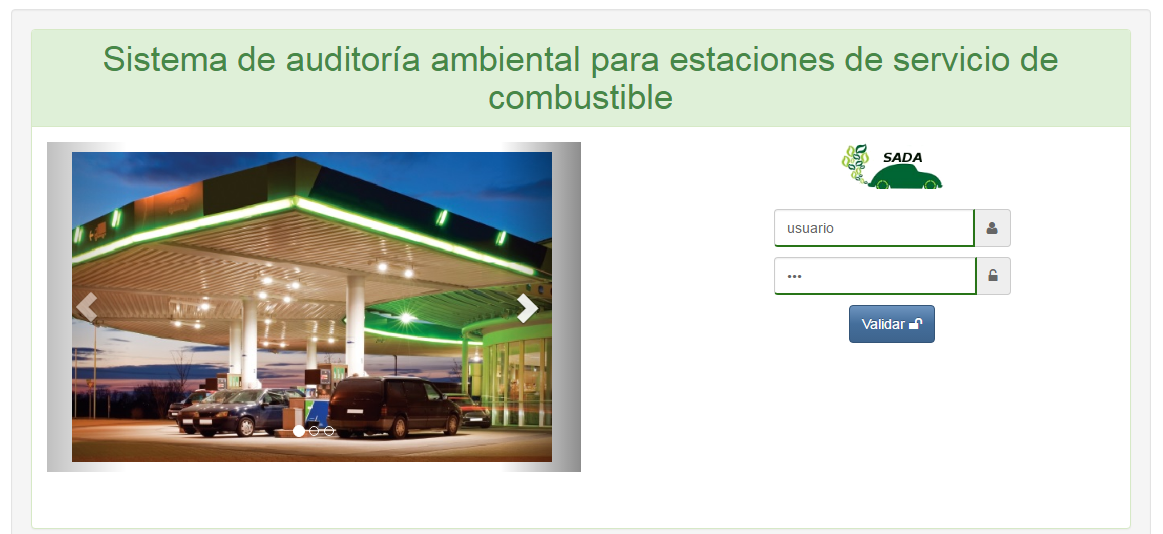 Sistema de auditoría ambiental para estaciones de servicio de
combustible
SADA
usuario
•••
Validar